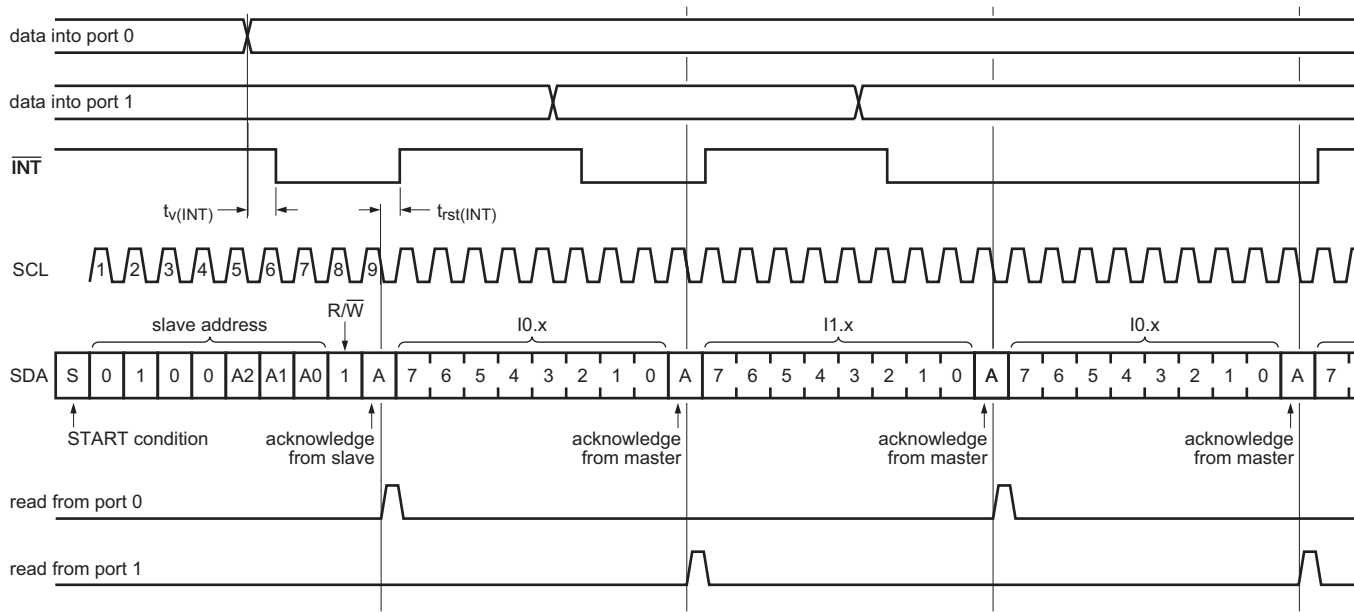 data into port 0
data into port 1
INT
tv(INT) trst(INT)
SCL 1 2 3 4 5 6 7 8 9
R/W
slave address I0.x I1.x I0.x
SDA S 0 1 0 0 A2 A1 A0 1 A 7 6 5 4 3 2 1 0 A 7 6 5 4 3 2 1 0 A 7 6 5 4 3 2 1 0 A 7
START condition acknowledge acknowledge acknowledge acknowledge
from slave from master from master from master
read from port 0
read from port 1